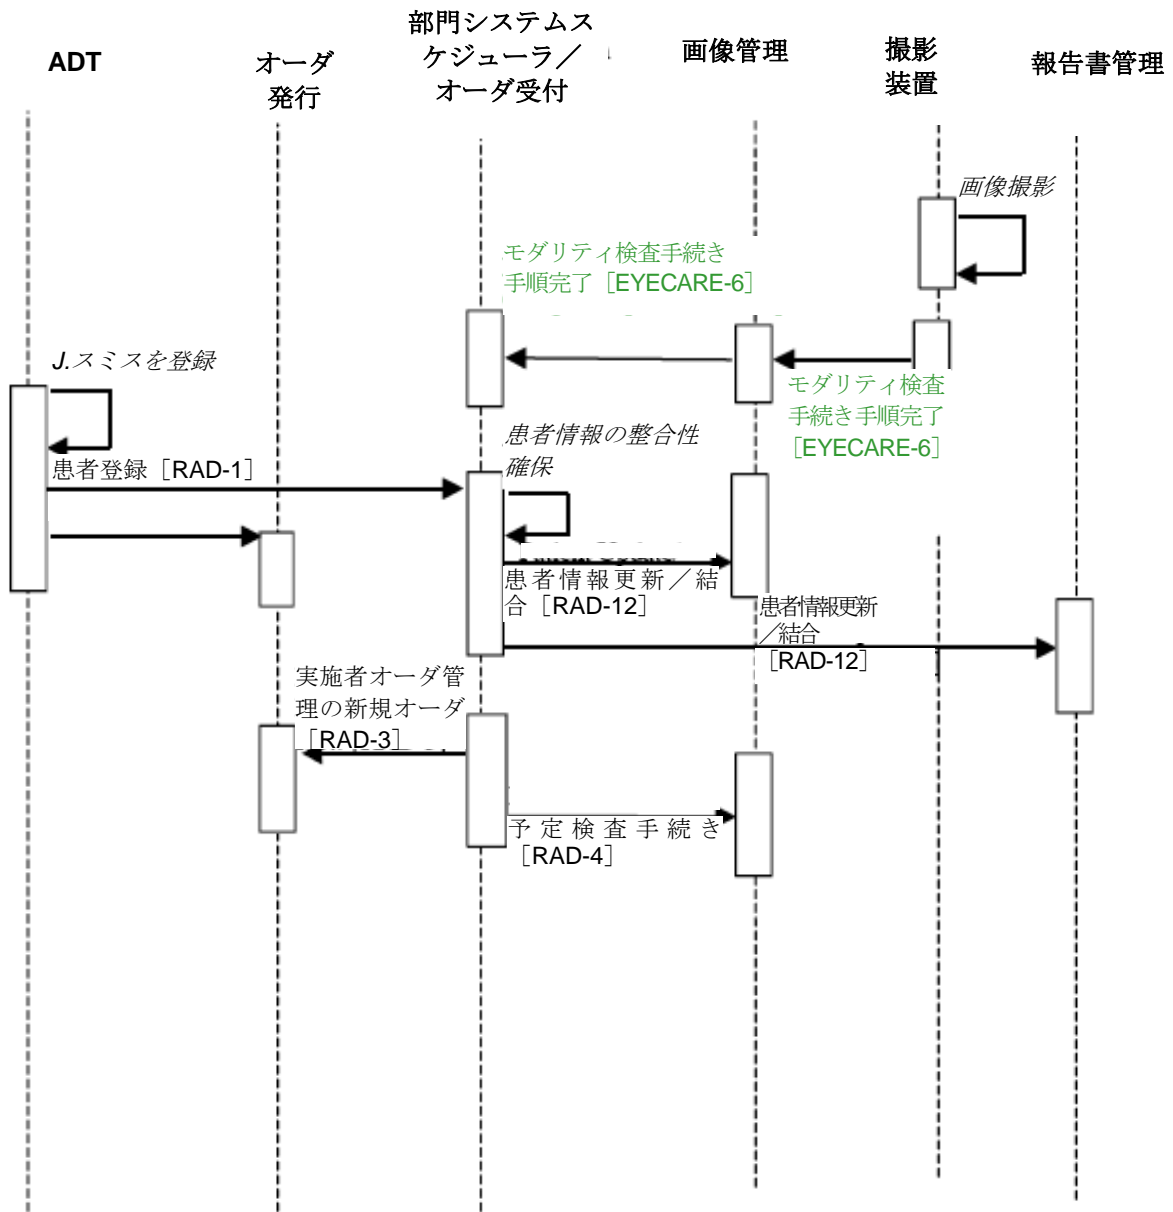 ADT
オーダ
発行
部門システムス
ケジューラ／
オーダ受付
画像管理
撮影
装置
報告書管理
画像撮影
モダリティ検査手続き
手順完了［EYECARE-6］
J.スミスを登録
モダリティ検査
手続き手順完了
［EYECARE-6］
患者情報の整合性
確保
患者登録［RAD-1］
患者情報更新／結
合［RAD-12］
患者情報更新
／結合
［RAD-12］
実施者オーダ管
理の新規オーダ
［RAD-3］
予定検査手続き
［RAD-4］